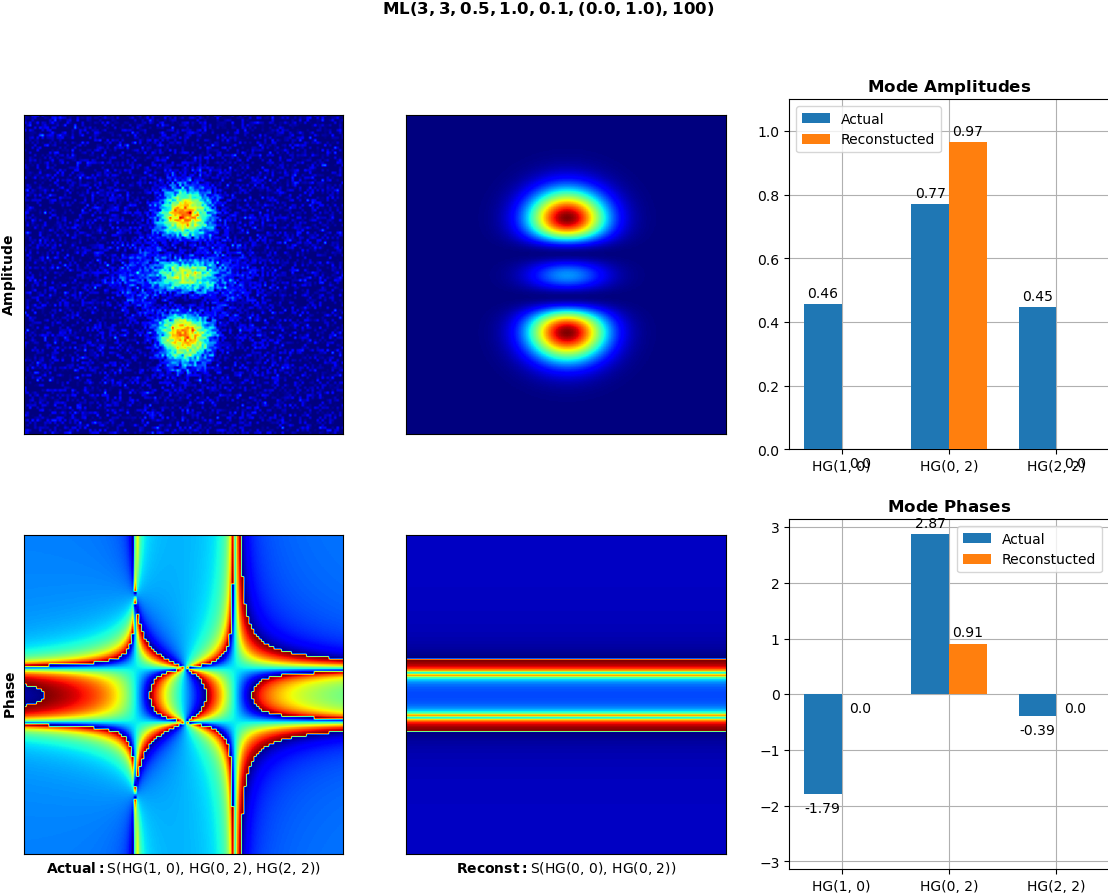 ML(3, 3, 0.5, 1.0, 0.1, (0.0, 1.0), 100)
Amplitude
Mode Amplitudes
Actual
Reconstucted
1.0
0.8
0.6
0.4
0.2
0.0
0.46
0.0
0.77
0.97
0.45
0.0
HG(1, 0)
HG(0, 2)
HG(2, 2)
Phase
Actual: S(HG(1, 0), HG(0, 2), HG(2, 2))
Reconst: S(HG(0, 0), HG(0, 2))
Mode Phases
Actual
Reconstucted
3
2
1
0
−1
−2
−3
-1.79
0.0
2.87
0.91
-0.39
0.0
HG(1, 0)
HG(0, 2)
HG(2, 2)